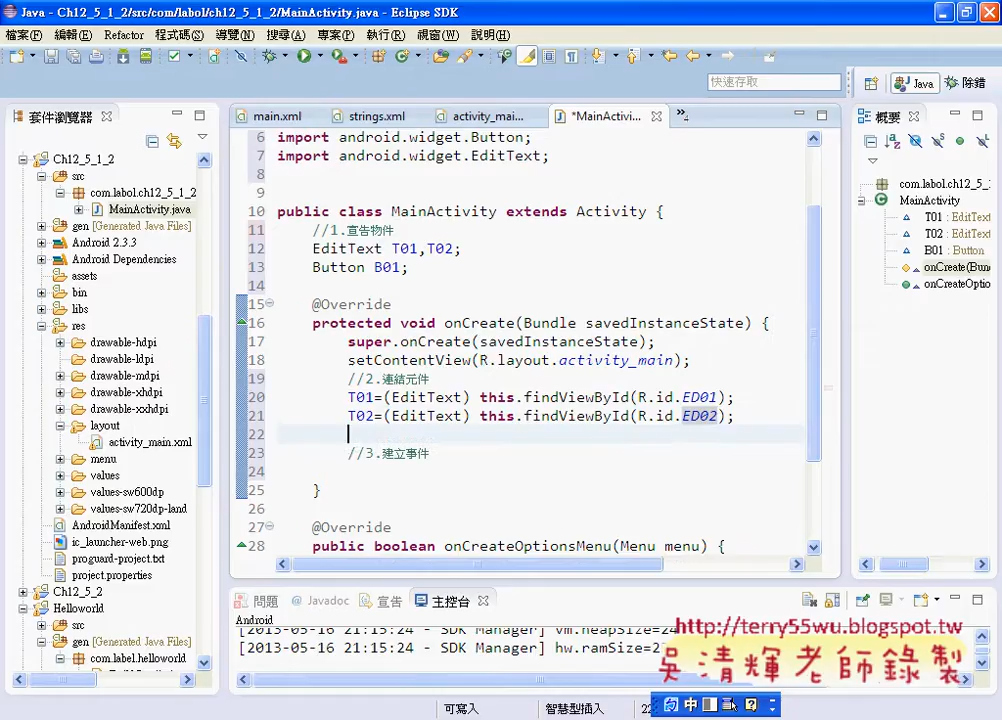 Java - Ch12_5_1_2/src/com/labol/ch12_5_1_2/MainActivity.java - Eclipse SDK
檔案(F) 編輯(E) Refactor 程式碼(S) 導覽(N) 搜尋(A) 專案(P) 執行(R) 視窗(W) 說明(H)
快速存取
Java 除錯
套件瀏覽器
Ch12_5_1_2
src
com.labol.ch12_5_1_2
MainActivity.java
gen [Generated Java Files]
Android 2.3.3
Android Dependencies
assets
bin
libs
res
drawable-hdpi
drawable-ldpi
drawable-mdpi
drawable-xhdpi
drawable-xxhdpi
layout
activity_main.xml
menu
values
values-sw600dp
values-sw720dp-land
AndroidManifest.xml
ic_launcher-web.png
proguard-project.txt
project.properties
Ch12_5_2
Helloworld
src
gen [Generated Java Files]
com.label.helloworld
main.xml strings.xml activity_mai... *MainActivi...
6 import android.widget.Button;
7 import android.widget.EditText;
8
9
10 public class MainActivity extends Activity {
11 //1.宣告物件
12 EditText T01,T02;
13 Button B01;
14
15 @Override
16 protected void onCreate(Bundle savedInstanceState) {
17 super.onCreate(savedInstanceState);
18 setContentView(R.layout.activity_main);
19 //2.連結元件
20 T01=(EditText) this.findViewById(R.id.ED01);
21 T02=(EditText) this.findViewById(R.id.ED02);
22
23 //3.建立事件
24
25 }
26
27 @Override
28 public boolean onCreateOptionsMenu(Menu menu) {
概要
com.labol.ch12_5_
MainActivity
T01 : EditText
T02 : EditText
B01 : Button
onCreate(Bun
onCreateOptio
問題 @ Javadoc 宣告 主控台
Android
[2013-05-16 21:15:24 - SDK Manager] vm.heapSize=24
[2013-05-16 21:15:24 - SDK Manager] hw.ramSize=2
http://terry55wu.blogspot.tw
吳清輝老師錄製
可寫入 智慧型插入 22
中